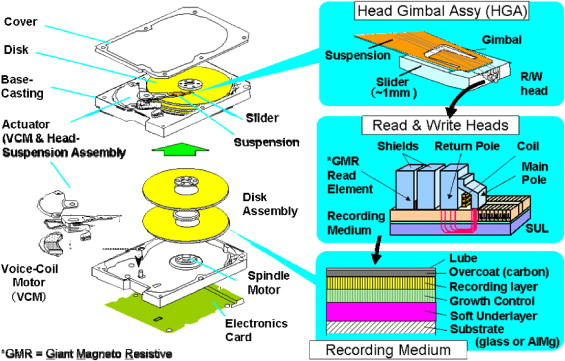 Cover
Disk
Base-
Casting
Actuator
(VCM & Head-
Suspension Assembly
Slider
Suspension
Disk
Assembly
Voice-Coil
Motor
(VCM)
Spindle
Motor
Electronics
Card
*GMR = Giant Magneto Resistive
Head Gimbal Assy (HGA)
Suspension
Gimbal
Slider
(~1mm )
R/W
head
Read & Write Heads
Shields
Return Pole
Coil
*GMR
Read
Element
Main
Pole
Recording
Medium
SUL
Lube
Overcoat (carbon)
Recording layer
Growth Control
Soft Underlayer
Substrate
(glass or AlMg)
Recording Medium